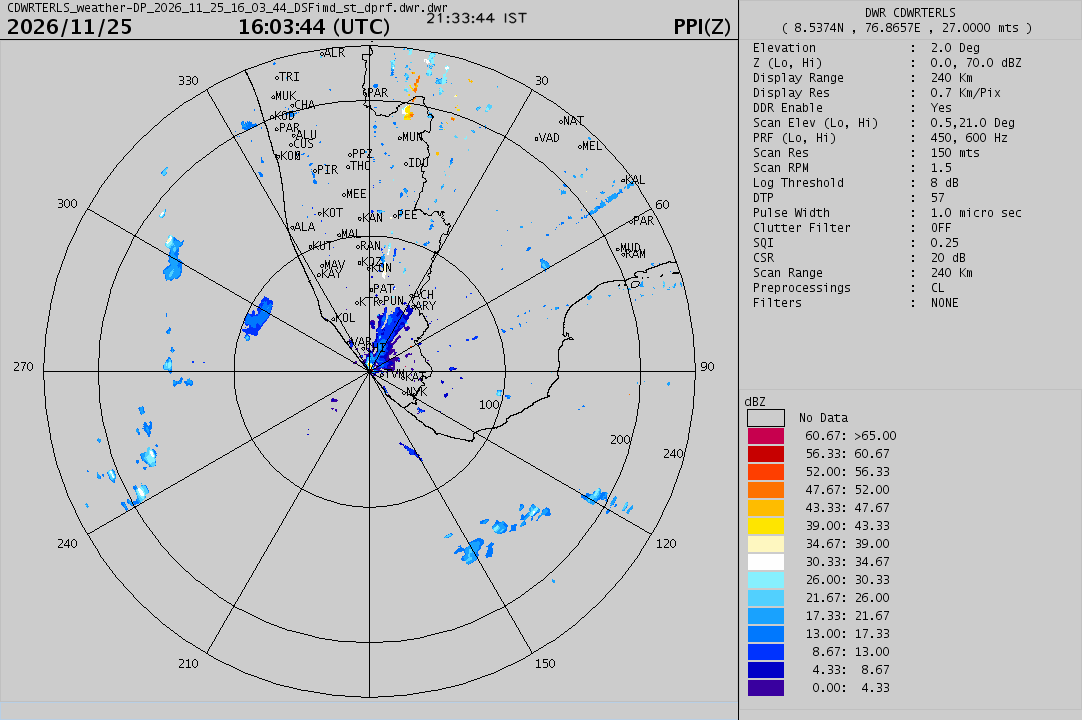 CDWRTERLS_weather-DP_2026_11_25_16_03_44_DSFimd_st_dprf.dwr.dwr
2026/11/25
16:03:44 (UTC)
21:33:44 IST
PPI(Z)
ALR
330
TRI
PAR
30
MUK
CHA
KOD
PAR
ALU
MUN
NAT
VAD
CUS
MEL
KOM
PPZ
IDU
PIR
THO
KAL
MEE
300
60
KOT
KAN
PEE
PAR
ALA
MAL
KUT
RAN
MUD
RAM
MAV
KOZ
KON
KAY
PAT
ACH
KTR
PUN
ARY
KOL
VAR
270
90
TVM
KAT
NYK
100
200
240
240
120
210
150
DWR CDWRTERLS
( 8.5374N , 76.8657E , 27.0000 mts )
Elevation : 2.0 Deg
Z (Lo, Hi) : 0.0, 70.0 dBZ
Display Range : 240 Km
Display Res : 0.7 Km/Pix
DDR Enable : Yes
Scan Elev (Lo, Hi) : 0.5,21.0 Deg
PRF (Lo, Hi) : 450, 600 Hz
Scan Res : 150 mts
Scan RPM : 1.5
Log Threshold : 8 dB
DTP : 57
Pulse Width : 1.0 micro sec
Clutter Filter : OFF
SQI : 0.25
CSR : 20 dB
Scan Range : 240 Km
Preprocessings : CL
Filters : NONE
dBZ
No Data
60.67: >65.00
56.33: 60.67
52.00: 56.33
47.67: 52.00
43.33: 47.67
39.00: 43.33
34.67: 39.00
30.33: 34.67
26.00: 30.33
21.67: 26.00
17.33: 21.67
13.00: 17.33
8.67: 13.00
4.33: 8.67
0.00: 4.33